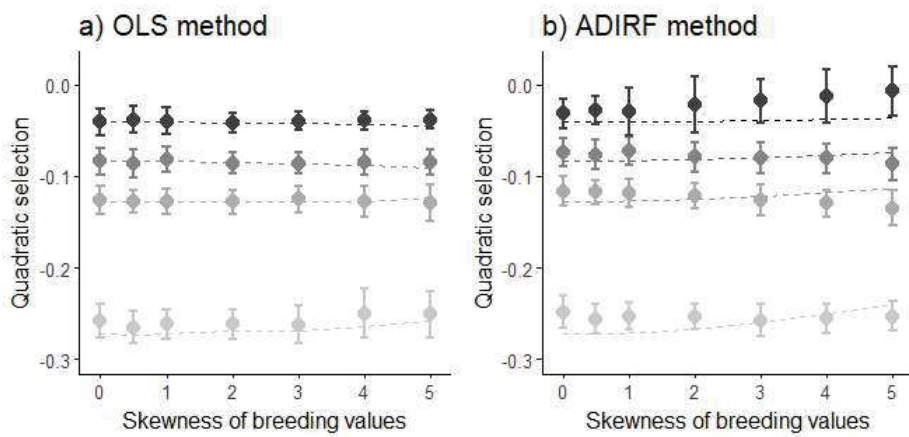 a) OLS method
b) ADIRF method
Quadratic selection
0.0
-0.1
-0.2
-0.3
0 1 2 3 4 5
Skewness of breeding values
Quadratic selection
0.0
-0.1
-0.2
-0.3
0 1 2 3 4 5
Skewness of breeding values